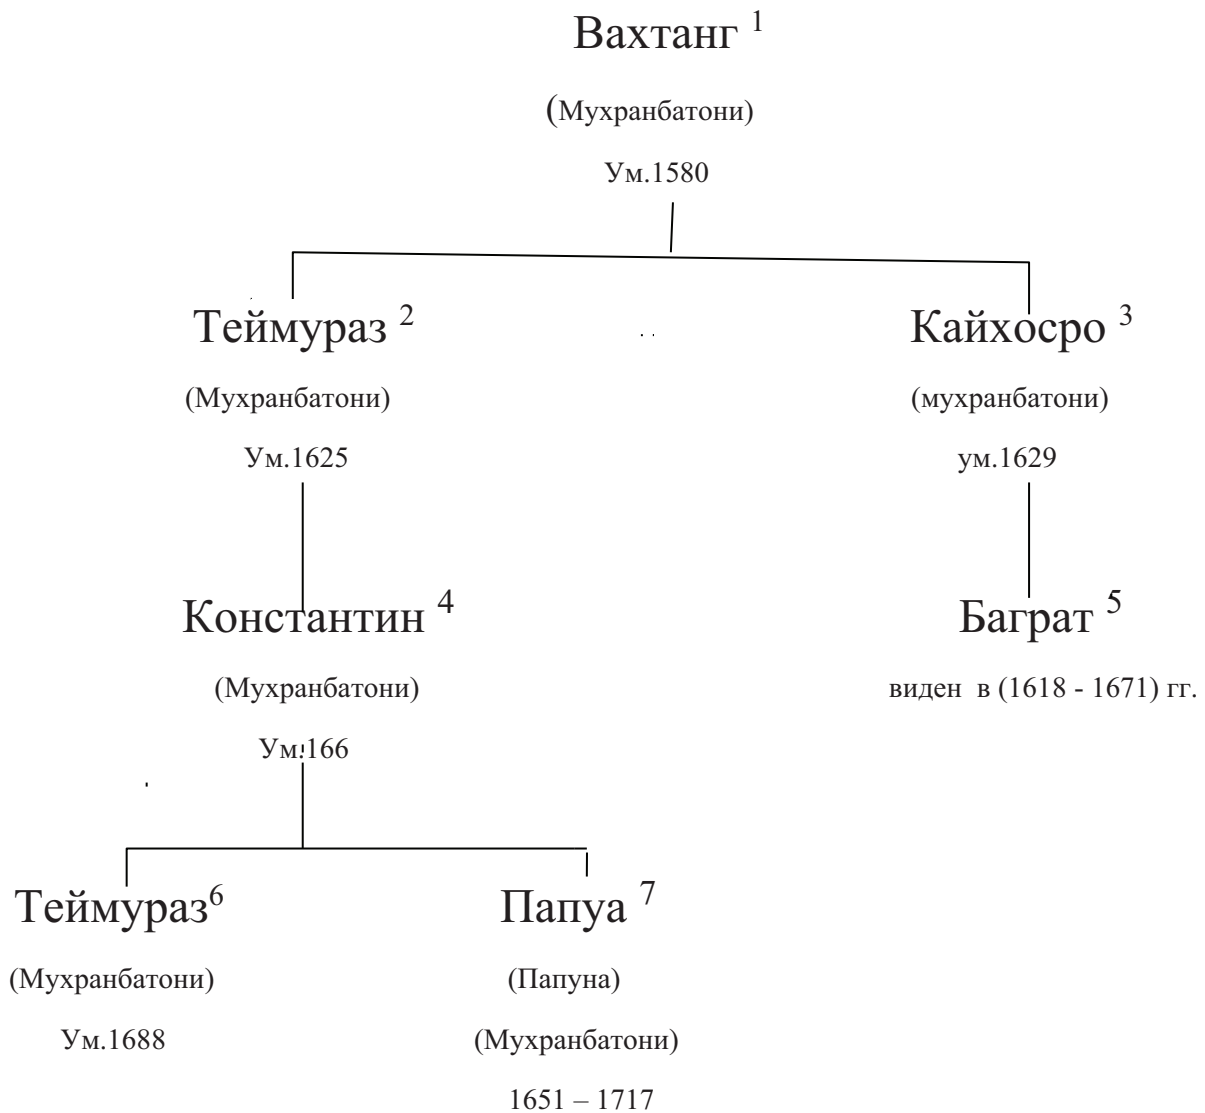 Вахтанг 1
(Мухранбатони)
Ум.1580
Теймураз 2
Кайхосро 3
(Мухранбатони)
(мухранбатони)
Ум.1625
ум.1629
Константин 4
Баграт 5
(Мухранбатони)
виден в (1618 - 1671) гг.
Ум.166
Теймураз6
Папуа 7
(Мухранбатони)
(Папуна)
Ум.1688
(Мухранбатони)
1651 – 1717